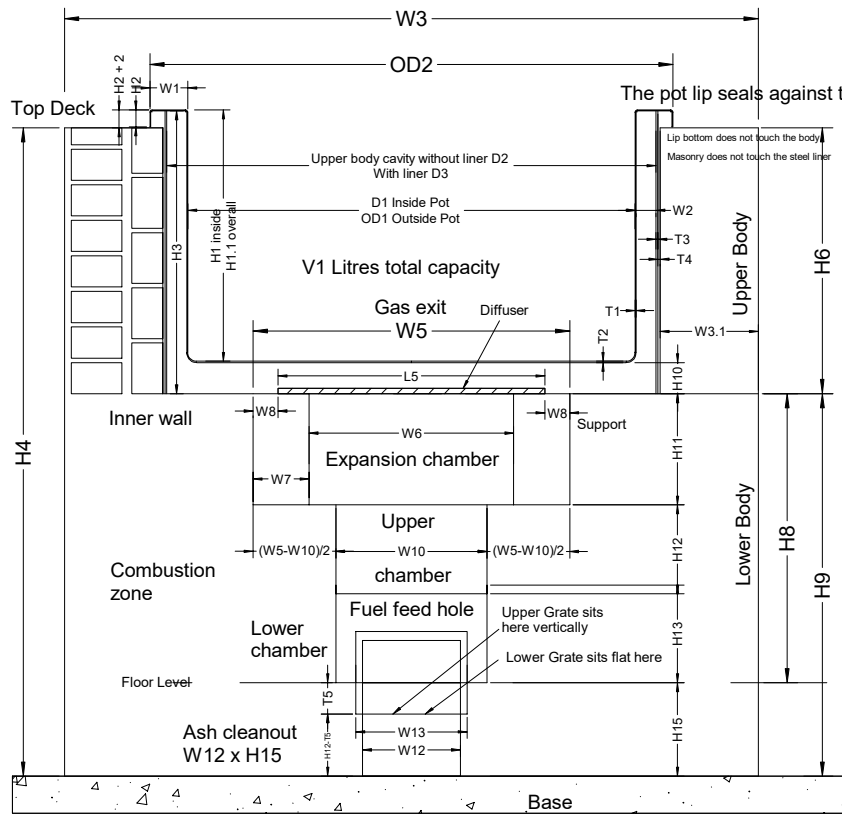 W3
OD2
H2 + 2
H2
W1
Top Deck
The pot lip seals against t
Lip bottom does not touch the body
Masonry does not touch the steel liner
Upper body cavity without liner D2
With liner D3
D1 Inside Pot
OD1 Outside Pot
W2
T3
T4
H3
H1 inside
H1.1 overall
V1 Litres total capacity
Upper Body
H6
Gas exit
W5
Diffuser
T1
T2
W3.1
L5
H10
W8
W8
Inner wall
Support
W6
Expansion chamber
H11
H4
W7
Upper
(W5-W10)/2
W10
(W5-W10)/2
H12
H8
H9
Lower Body
Combustion
zone
chamber
Fuel feed hole
Upper Grate sits
here vertically
H13
Lower
chamber
Lower Grate sits flat here
Floor Level
T5
Ash cleanout
W12 x H15
H12-T5
W13
W12
H15
Base